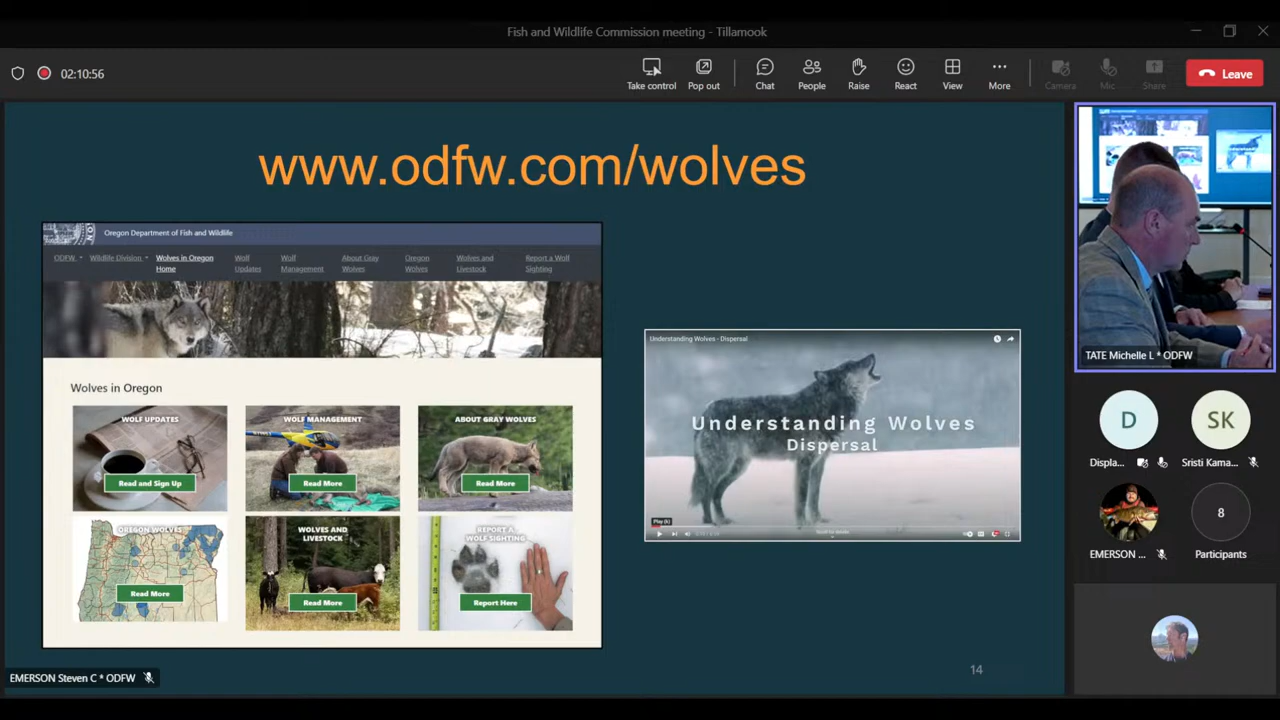 Fish and Wildlife Commission meeting - Tillamook
02:10:56
Take control
Pop out
Chat
People
Raise
React
View
More
Camera
Mic
Share
Leave
www.odfw.com/wolves
Oregon Department of Fish and Wildlife
ODFW
Wildlife Division
Wolves in Oregon
Home
Wolf
Updates
Wolf
Management
About Gray
Wolves
Oregon
Wolves
Wolves and
Livestock
Report a Wolf
Sighting
Wolves in Oregon
WOLF UPDATES
Read and Sign Up
WOLF MANAGEMENT
Read More
ABOUT GRAY WOLVES
Read More
OREGON WOLVES
Read More
WOLVES AND
LIVESTOCK
Read More
REPORT A
WOLF SIGHTING
Report Here
Understanding Wolves - Dispersal
Understanding Wolves
Dispersal
Play (k)
14
EMERSON Steven C * ODFW
TATE Michelle L * ODFW
D
Displa...
SK
Sristi Kama...
EMERSON ...
8
Participants